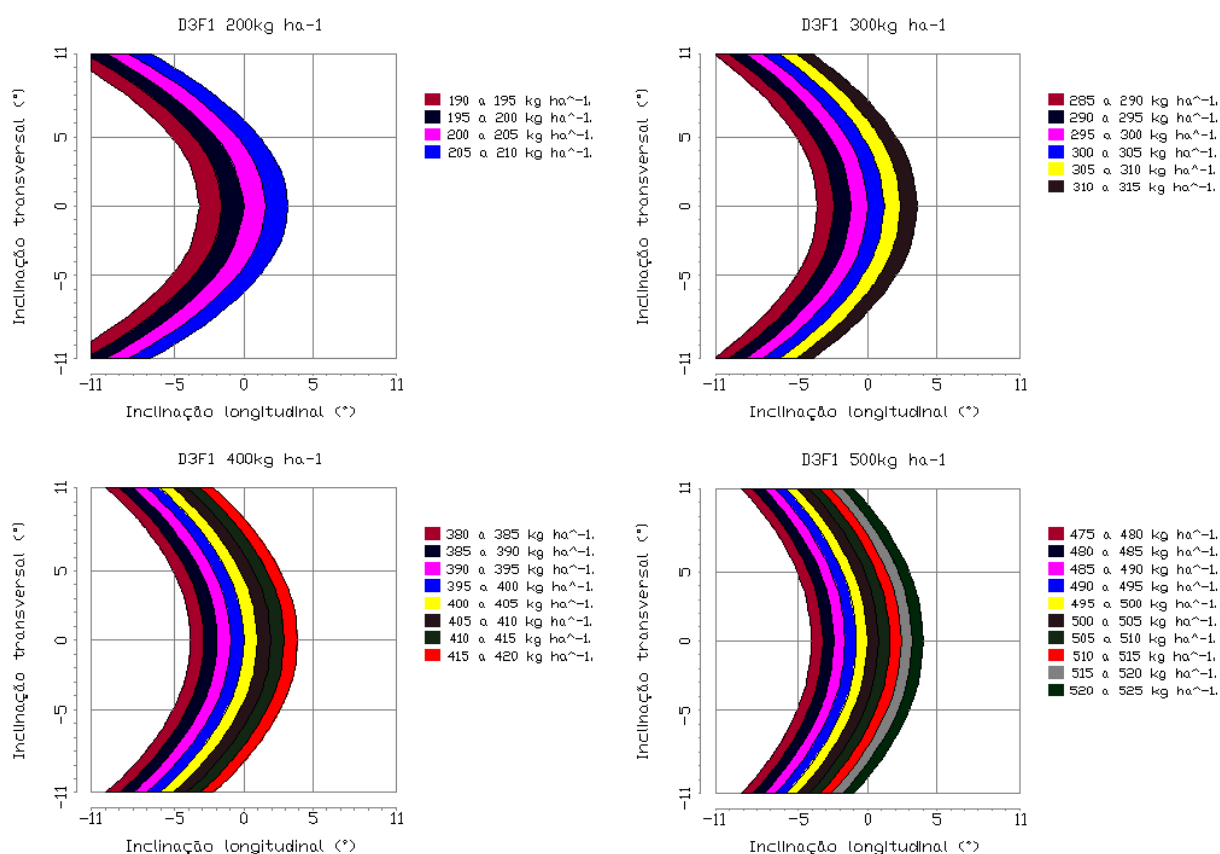 D3F1 200kg ha-1
Inclinação transversal (°)
11
5
0
-5
-11
-11
-5
0
5
11
Inclinação longitudinal (°)
190 a 195 kg ha^-1.
195 a 200 kg ha^-1.
200 a 205 kg ha^-1.
205 a 210 kg ha^-1.
D3F1 300kg ha-1
Inclinação transversal (°)
11
5
0
-5
-11
-11
-5
0
5
11
Inclinação longitudinal (°)
285 a 290 kg ha^-1.
290 a 295 kg ha^-1.
295 a 300 kg ha^-1.
300 a 305 kg ha^-1.
305 a 310 kg ha^-1.
310 a 315 kg ha^-1.
D3F1 400kg ha-1
Inclinação transversal (°)
11
5
0
-5
-11
-11
-5
0
5
11
Inclinação longitudinal (°)
380 a 385 kg ha^-1.
385 a 390 kg ha^-1.
390 a 395 kg ha^-1.
395 a 400 kg ha^-1.
400 a 405 kg ha^-1.
405 a 410 kg ha^-1.
410 a 415 kg ha^-1.
415 a 420 kg ha^-1.
D3F1 500kg ha-1
Inclinação transversal (°)
11
5
0
-5
-11
-11
-5
0
5
11
Inclinação longitudinal (°)
475 a 480 kg ha^-1.
480 a 485 kg ha^-1.
485 a 490 kg ha^-1.
490 a 495 kg ha^-1.
495 a 500 kg ha^-1.
500 a 505 kg ha^-1.
505 a 510 kg ha^-1.
510 a 515 kg ha^-1.
515 a 520 kg ha^-1.
520 a 525 kg ha^-1.